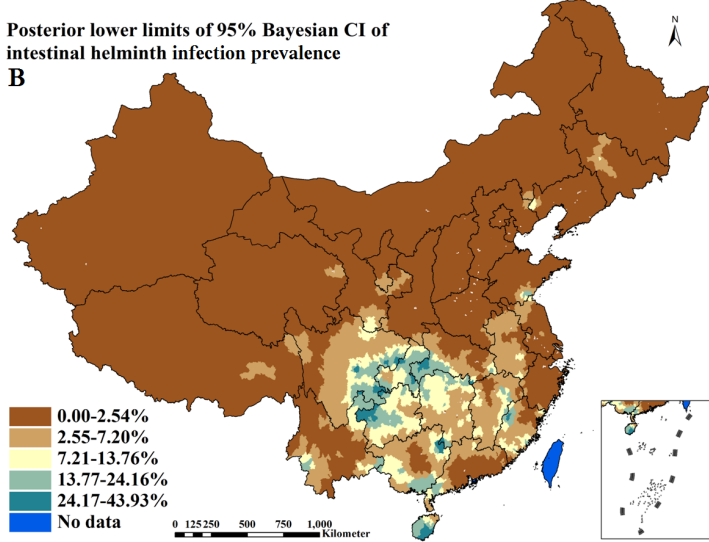 Posterior lower limits of 95% Bayesian CI of
intestinal helminth infection prevalence
B
N
0.00-2.54%
2.55-7.20%
7.21-13.76%
13.77-24.16%
24.17-43.93%
No data
0 125 250 500 750 1,000
Kilometer